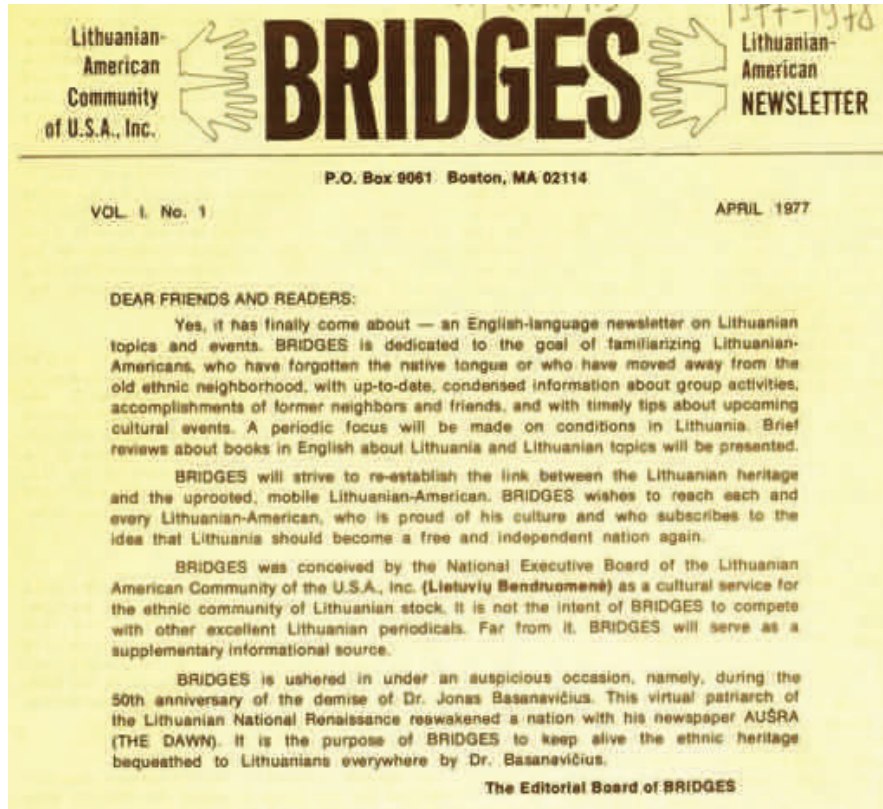 1977-1978
Lithuanian-
American
Community
of U.S.A., Inc.
BRIDGES
Lithuanian-
American
NEWSLETTER
P.O. Box 9061 Boston, MA 02114
VOL. I. No. 1
APRIL 1977
DEAR FRIENDS AND READERS:
Yes, it has finally come about — an English-language newsletter on Lithuanian
topics and events. BRIDGES is dedicated to the goal of familiarizing Lithuanian-
Americans, who have forgotten the native tongue or who have moved away from the
old ethnic neighborhood, with up-to-date, condensed information about group activities,
accomplishments of former neighbors and friends, and with timely tips about upcoming
cultural events. A periodic focus will be made on conditions in Lithuania. Brief
reviews about books in English about Lithuania and Lithuanian topics will be presented.
BRIDGES will strive to re-establish the link between the Lithuanian heritage
and the uprooted, mobile Lithuanian-American. BRIDGES wishes to reach each and
every Lithuanian-American, who is proud of his culture and who subscribes to the
idea that Lithuania should become a free and independent nation again.
BRIDGES was conceived by the National Executive Board of the Lithuanian
American Community of the U.S.A., Inc. (Lietuvių Bendruomenė) as a cultural service for
the ethnic community of Lithuanian stock. It is not the intent of BRIDGES to compete
with other excellent Lithuanian periodicals. Far from it. BRIDGES will serve as a
supplementary informational source.
BRIDGES is ushered in under an auspicious occasion, namely, during the
50th anniversary of the demise of Dr. Jonas Basanavičius. This virtual patriarch of
the Lithuanian National Renaissance reawakened a nation with his newspaper AUŠRA
(THE DAWN). It is the purpose of BRIDGES to keep alive the ethnic heritage
bequeathed to Lithuanians everywhere by Dr. Basanavičius.
The Editorial Board of BRIDGES